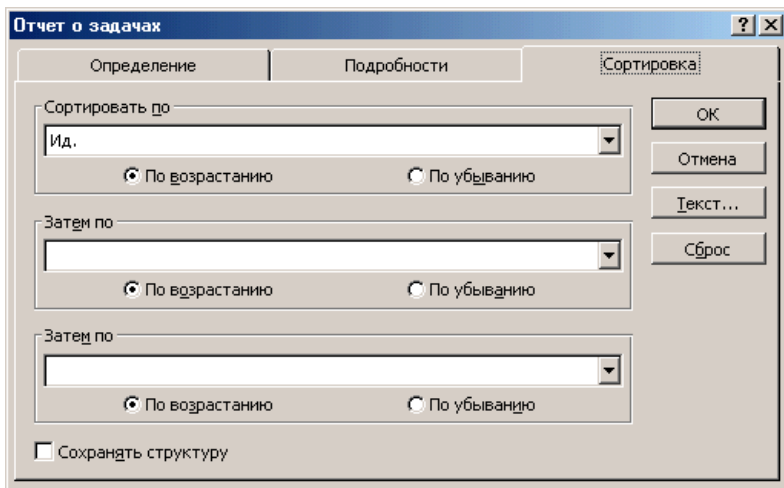 Отчет о задачах
Определение Подробности Сортировка
Сортировать по
Ид.
По возрастанию По убыванию
Затем по
По возрастанию По убыванию
Затем по
По возрастанию По убыванию
Сохранять структуру
ОК
Отмена
Текст...
Сброс